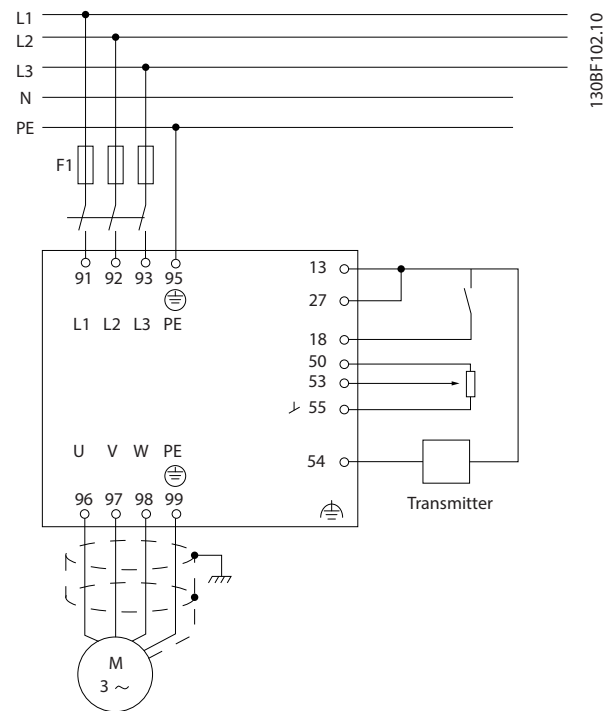 L1
L2
L3
N
PE
130BF102.10
F1
91 92 93 95
L1 L2 L3 PE
13
27
18
50
53
55
54
Transmitter
U V W PE
96 97 98 99
M
3 ~